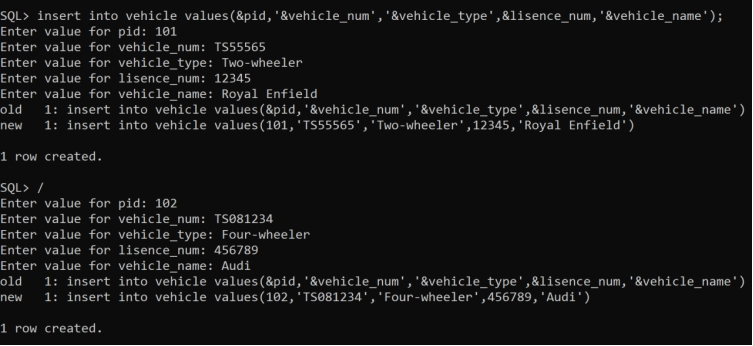 SQL> insert into vehicle values(&pid,'&vehicle_num','&vehicle_type',&lisence_num,'&vehicle_name');
Enter value for pid: 101
Enter value for vehicle_num: TS55565
Enter value for vehicle_type: Two-wheeler
Enter value for lisence_num: 12345
Enter value for vehicle_name: Royal Enfield
old   1: insert into vehicle values(&pid,'&vehicle_num','&vehicle_type',&lisence_num,'&vehicle_name')
new   1: insert into vehicle values(101,'TS55565','Two-wheeler',12345,'Royal Enfield')
1 row created.
SQL> /
Enter value for pid: 102
Enter value for vehicle_num: TS081234
Enter value for vehicle_type: Four-wheeler
Enter value for lisence_num: 456789
Enter value for vehicle_name: Audi
old   1: insert into vehicle values(&pid,'&vehicle_num','&vehicle_type',&lisence_num,'&vehicle_name')
new   1: insert into vehicle values(102,'TS081234','Four-wheeler',456789,'Audi')
1 row created.